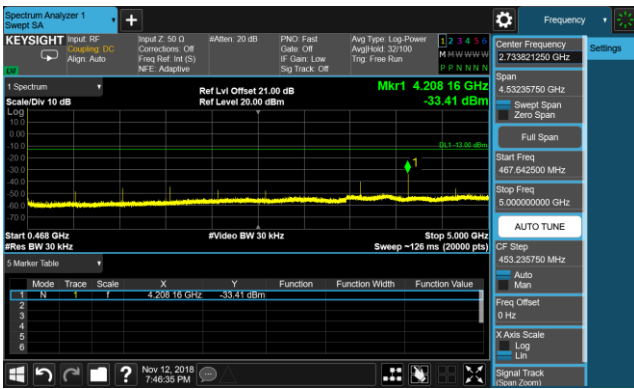 Spectrum Analyzer 1
Swept SA
Frequency
KEYSIGHT
Input: RF
Coupling: DC
Align: Auto
Input Z: 50 Ω
Corrections: Off
Freq Ref: Int (S)
NFE: Adaptive
#Atten: 20 dB
PNO: Fast
Gate: Off
IF Gain: Low
Sig Track: Off
Avg Type: Log-Power
Avg|Hold: 32/100
Trig: Free Run
1 2 3 4 5 6
M W W W W W
P P N N N N
Center Frequency
2.733821250 GHz
Settings
Span
4.53235750 GHz
Swept Span
Zero Span
Full Span
Start Freq
467.642500 MHz
Stop Freq
5.000000000 GHz
AUTO TUNE
CF Step
453.235750 MHz
Auto
Man
Freq Offset
0 Hz
X Axis Scale
Log
Lin
Signal Track
(Span Zoom)
1 Spectrum
Scale/Div 10 dB
Ref Lvl Offset 21.00 dB
Ref Level 20.00 dBm
Mkr1 4.208 16 GHz
-33.41 dBm
Log
10.0
0.00
-10.0
-20.0
-30.0
-40.0
-50.0
-60.0
-70.0
DL1 -13.00 dBm
1
Start 0.468 GHz
#Res BW 30 kHz
#Video BW 30 kHz
Stop 5.000 GHz
Sweep ~126 ms (20000 pts)
5 Marker Table
Mode Trace Scale X Y Function Function Width Function Value
1 N 1 f 4.208 16 GHz -33.41 dBm
2
3
4
5
6
Nov 12, 2018
7:46:35 PM